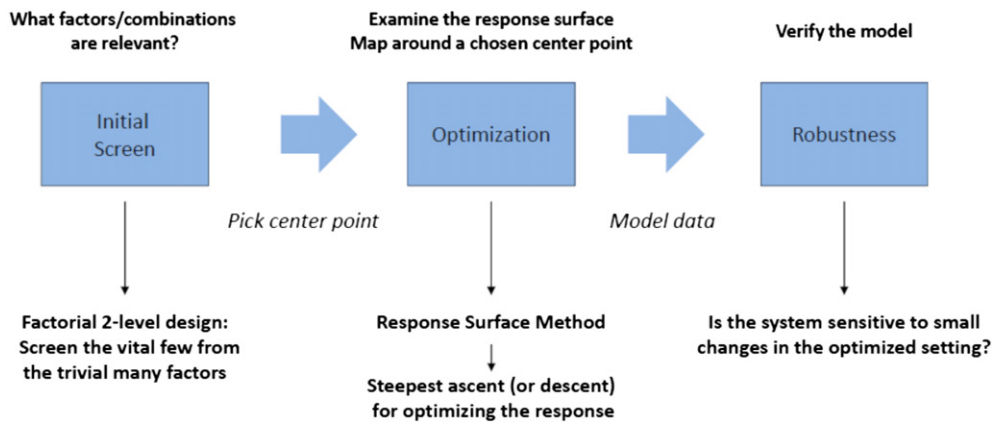 What factors/combinations
are relevant?
Examine the response surface
Map around a chosen center point
Verify the model
Initial
Screen
Optimization
Robustness
Pick center point
Model data
Factorial 2-level design:
Screen the vital few from
the trivial many factors
Response Surface Method
Steepest ascent (or descent)
for optimizing the response
Is the system sensitive to small
changes in the optimized setting?